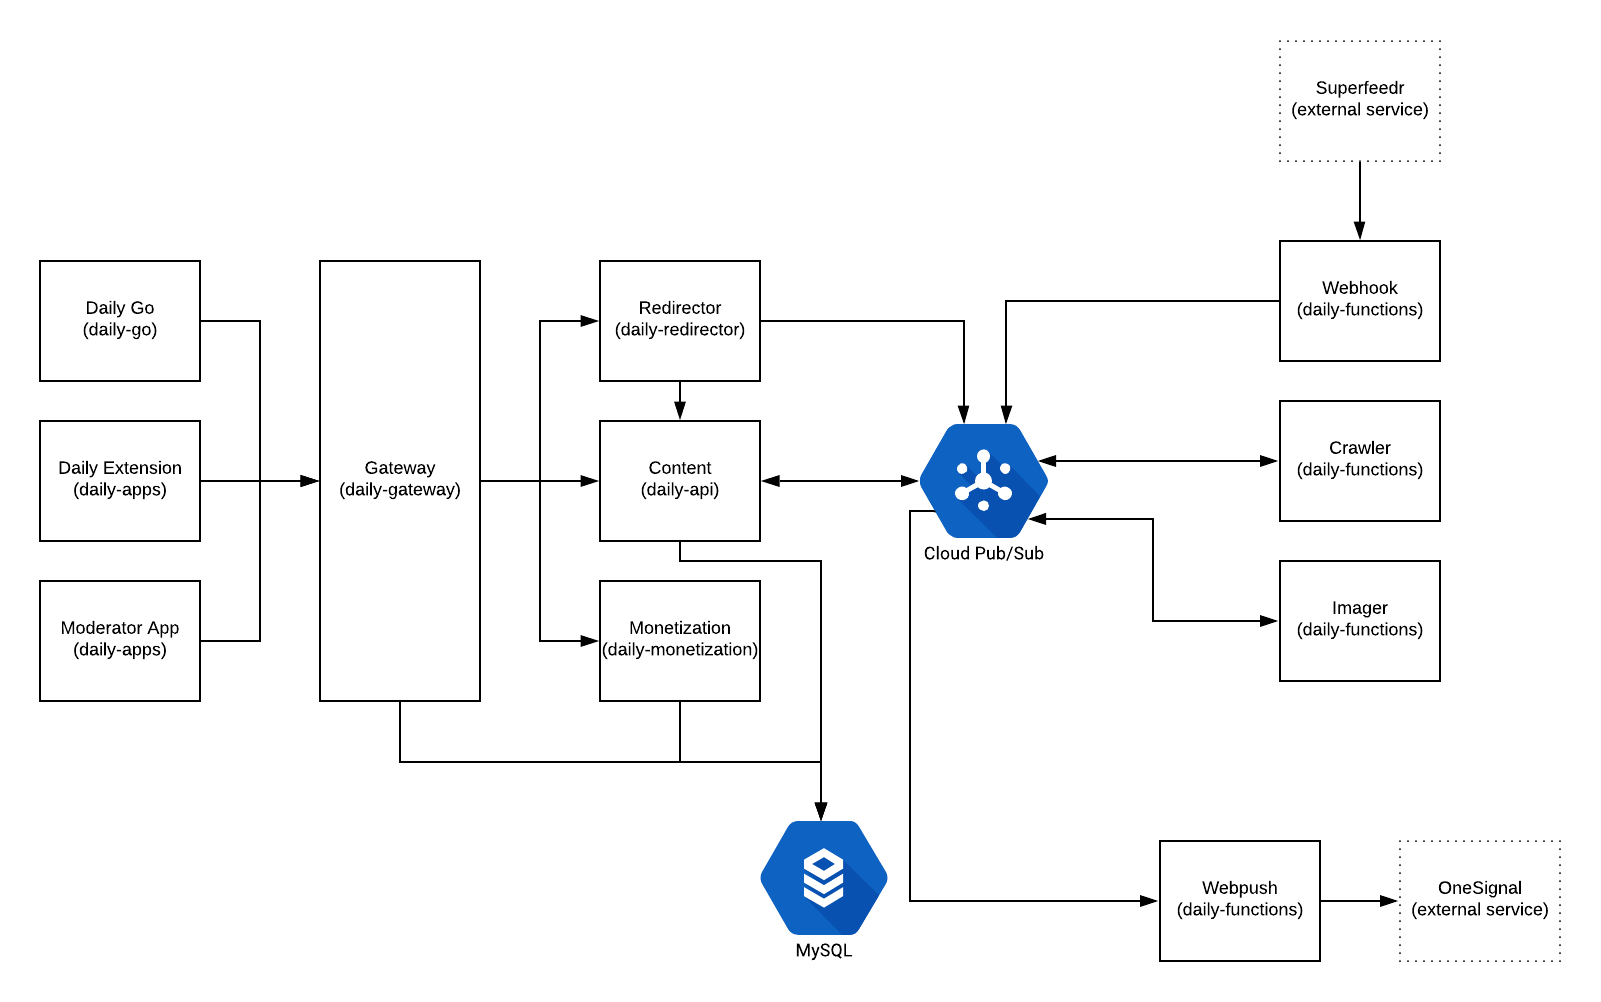 Superfeedr
(external service)
Webhook
(daily-functions)
Daily Go
(daily-go)
Redirector
(daily-redirector)
Daily Extension
(daily-apps)
Gateway
(daily-gateway)
Content
(daily-api)
Cloud Pub/Sub
Crawler
(daily-functions)
Moderator App
(daily-apps)
Monetization
(daily-monetization)
Imager
(daily-functions)
MySQL
Webpush
(daily-functions)
OneSignal
(external service)